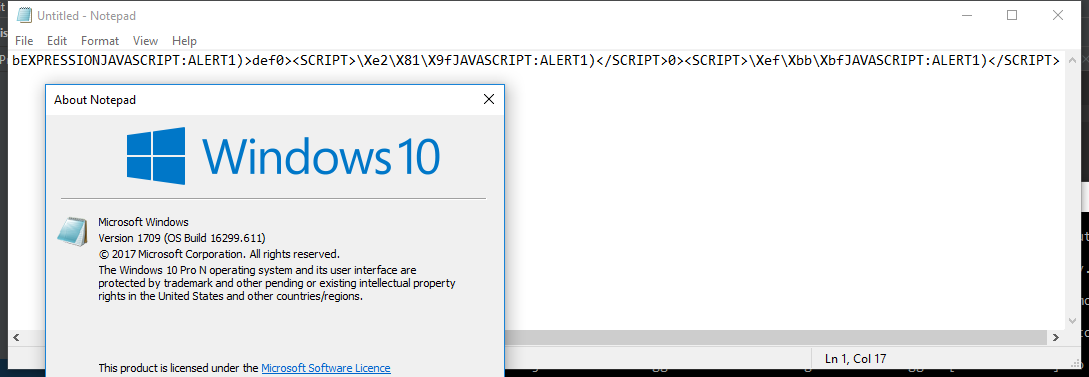 Untitled - Notepad
File Edit Format View Help
bEXPRESSIONJAVASCRIPT:ALERT1)>def0><SCRIPT>\Xe2\X81\X9fJAVASCRIPT:ALERT1)</SCRIPT>0><SCRIPT>\Xef\Xbb\XbfJAVASCRIPT:ALERT1)</SCRIPT>
About Notepad
Windows 10
Microsoft Windows
Version 1709 (OS Build 16299.611)
© 2017 Microsoft Corporation. All rights reserved.
The Windows 10 Pro N operating system and its user interface are
protected by trademark and other pending or existing intellectual property
rights in the United States and other countries/regions.
This product is licensed under the Microsoft Software Licence
Ln 1, Col 17